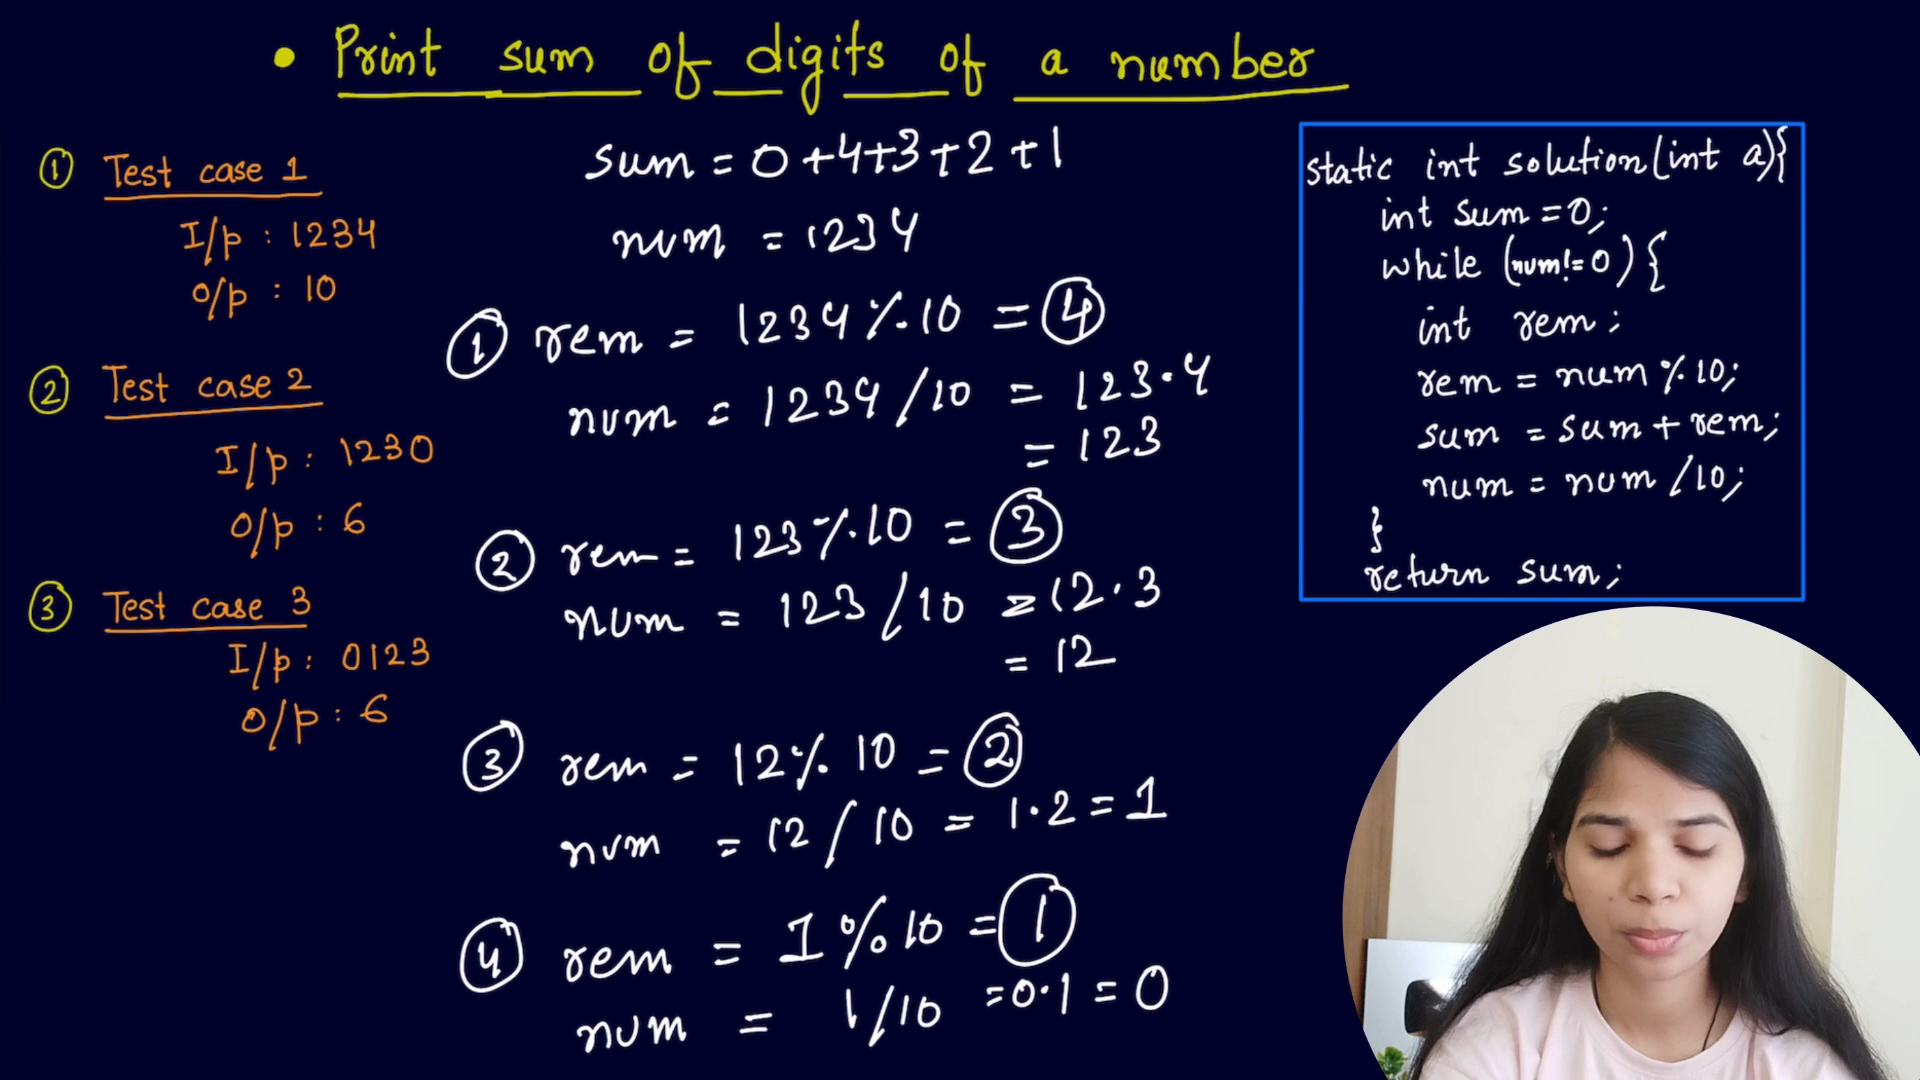 • Print sum of digits of a number
① Test case 1
I/p : 1234
O/p : 10
② Test case 2
I/p : 1230
O/p : 6
③ Test case 3
I/p : 0123
O/p : 6
sum = 0+4+3+2+1
num = 1234
① rem = 1234 % 10 = ④
num = 1234 / 10 = 123.4
= 123
② rem = 123 % 10 = ③
num = 123 / 10 = 12.3
= 12
③ rem = 12 % 10 = ②
num = 12 / 10 = 1.2 = 1
④ rem = 1 % 10 = ①
num = 1/10 = 0.1 = 0
static int solution(int a){
int sum = 0;
while (num!=0) {
int rem;
rem = num % 10;
sum = sum + rem;
num = num / 10;
}
return sum;